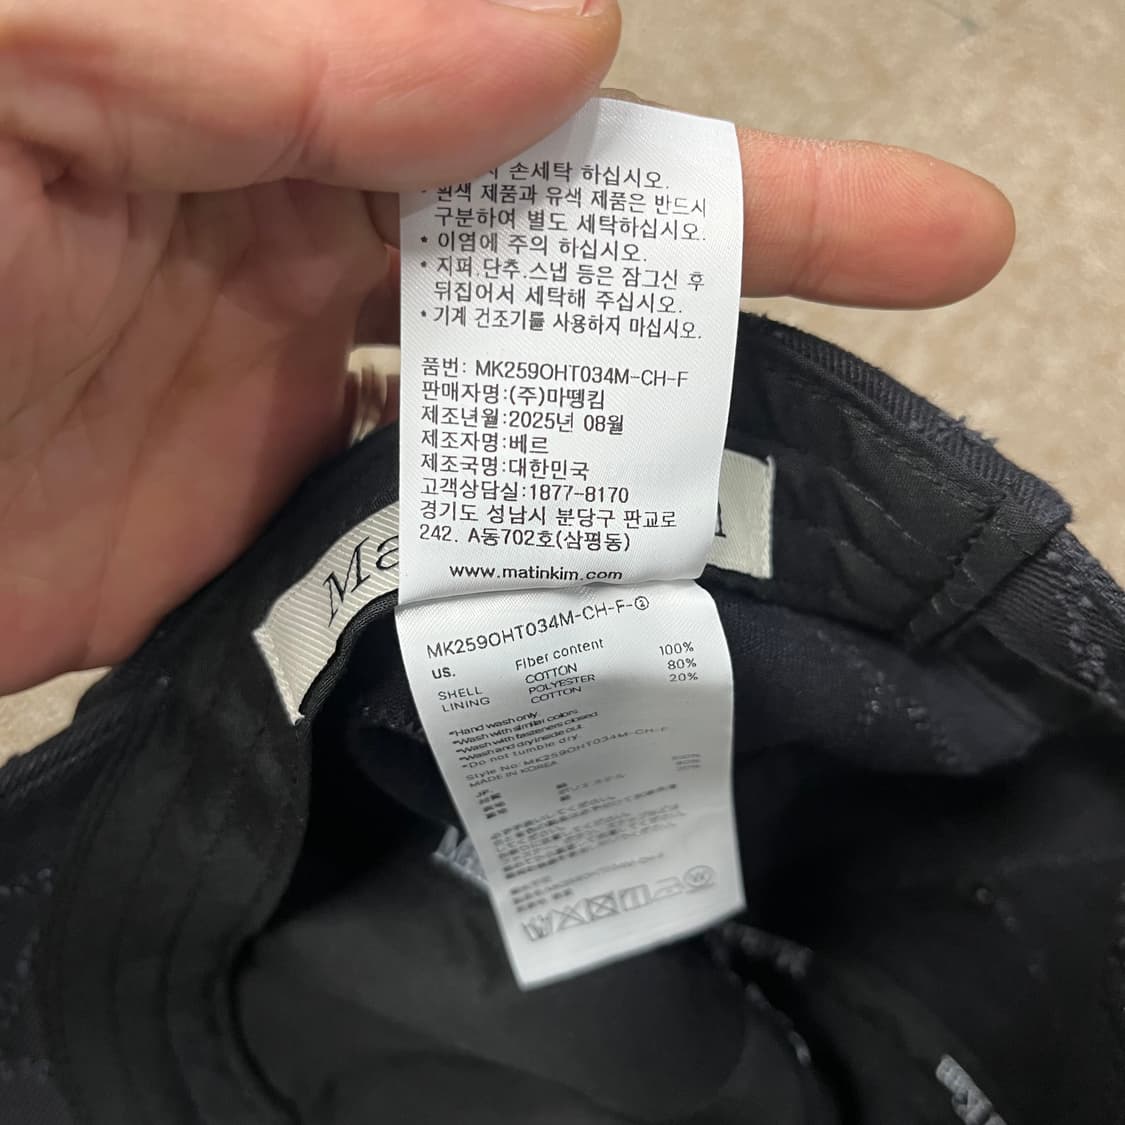 손세탁 하십시오.
* 흰색 제품과 유색 제품은 반드시
구분하여 별도 세탁하십시오.
* 이염에 주의 하십시오.
* 지퍼.단추.스냅 등은 잠그신 후
뒤집어서 세탁해 주십시오.
* 기계 건조기를 사용하지 마십시오.
품번: MK2590HT034M-CH-F
판매자명:(주)마뗑킴
제조년월:2025년 08월
제조자명:베르
제조국명:대한민국
고객상담실:1877-8170
경기도 성남시 분당구 판교로
242. A동702호(삼평동)
www.matinkim.com
MK2590HT034M-CH-F-②
US. Fiber content
SHELL COTTON 100%
LINING POLYESTER 80%
COTTON 20%
*Hand wash only.
*Wash with similar colors.
*Wash with fasteners closed
*Wash and dry inside out.
*Do not tumble dry
Style No: MK2590HT034M-CH-F
MADE IN KOREA
JP.